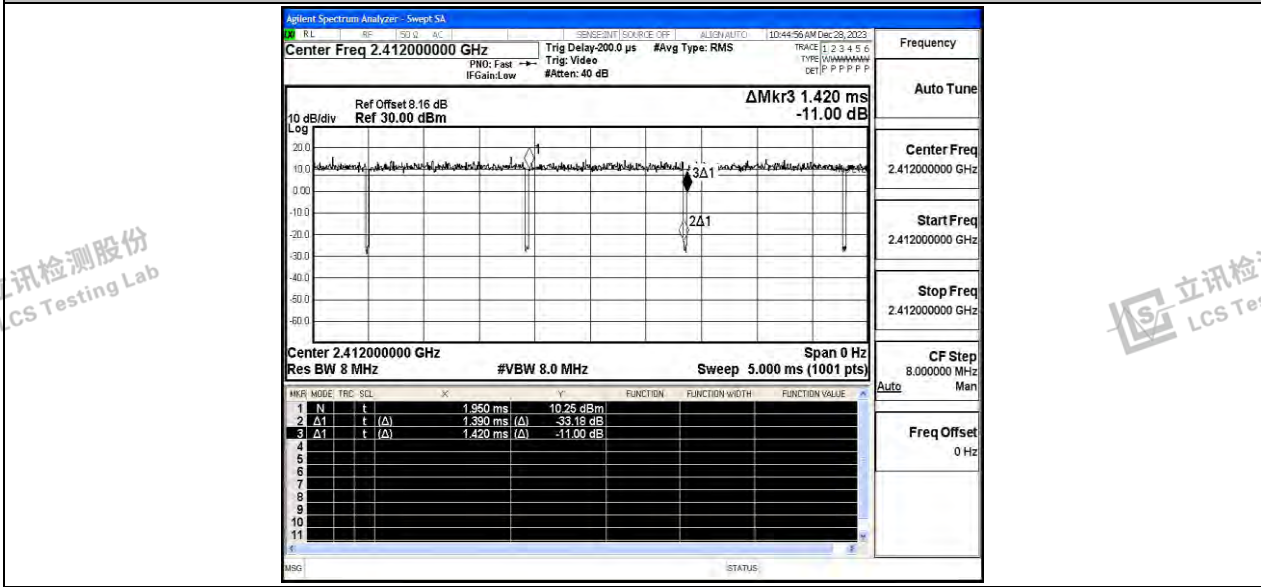 Agilent Spectrum Analyzer - Swept SA
RL RF 50 Ω AC SENSE:INT SOURCE OFF ALIGN AUTO 10:44:56 AM Dec 28, 2023
Center Freq 2.412000000 GHz
PNO: Fast
IFGain:Low
Trig Delay-200.0 µs #Avg Type: RMS
Trig: Video
#Atten: 40 dB
TRACE 1 2 3 4 5 6
TYPE
DET P P P P P P
ΔMkr3 1.420 ms
-11.00 dB
Ref Offset 8.16 dB
10 dB/div Ref 30.00 dBm
Log
20.0
10.0
0.00
-10.0
-20.0
-30.0
-40.0
-50.0
-60.0
1
3Δ1
2Δ1
Center 2.412000000 GHz Span 0 Hz
Res BW 8 MHz #VBW 8.0 MHz Sweep 5.000 ms (1001 pts)
MKR MODE TRC SCL X Y FUNCTION FUNCTION WIDTH FUNCTION VALUE
1 N t 1.950 ms 10.25 dBm
2 Δ1 t (Δ) 1.390 ms (Δ) -33.18 dB
3 Δ1 t (Δ) 1.420 ms (Δ) -11.00 dB
4
5
6
7
8
9
10
11
MSG STATUS
Frequency
Auto Tune
Center Freq
2.412000000 GHz
Start Freq
2.412000000 GHz
Stop Freq
2.412000000 GHz
CF Step
8.000000 MHz
Auto Man
Freq Offset
0 Hz
讯检测股份
LCS Testing Lab
立讯检
LCS Te